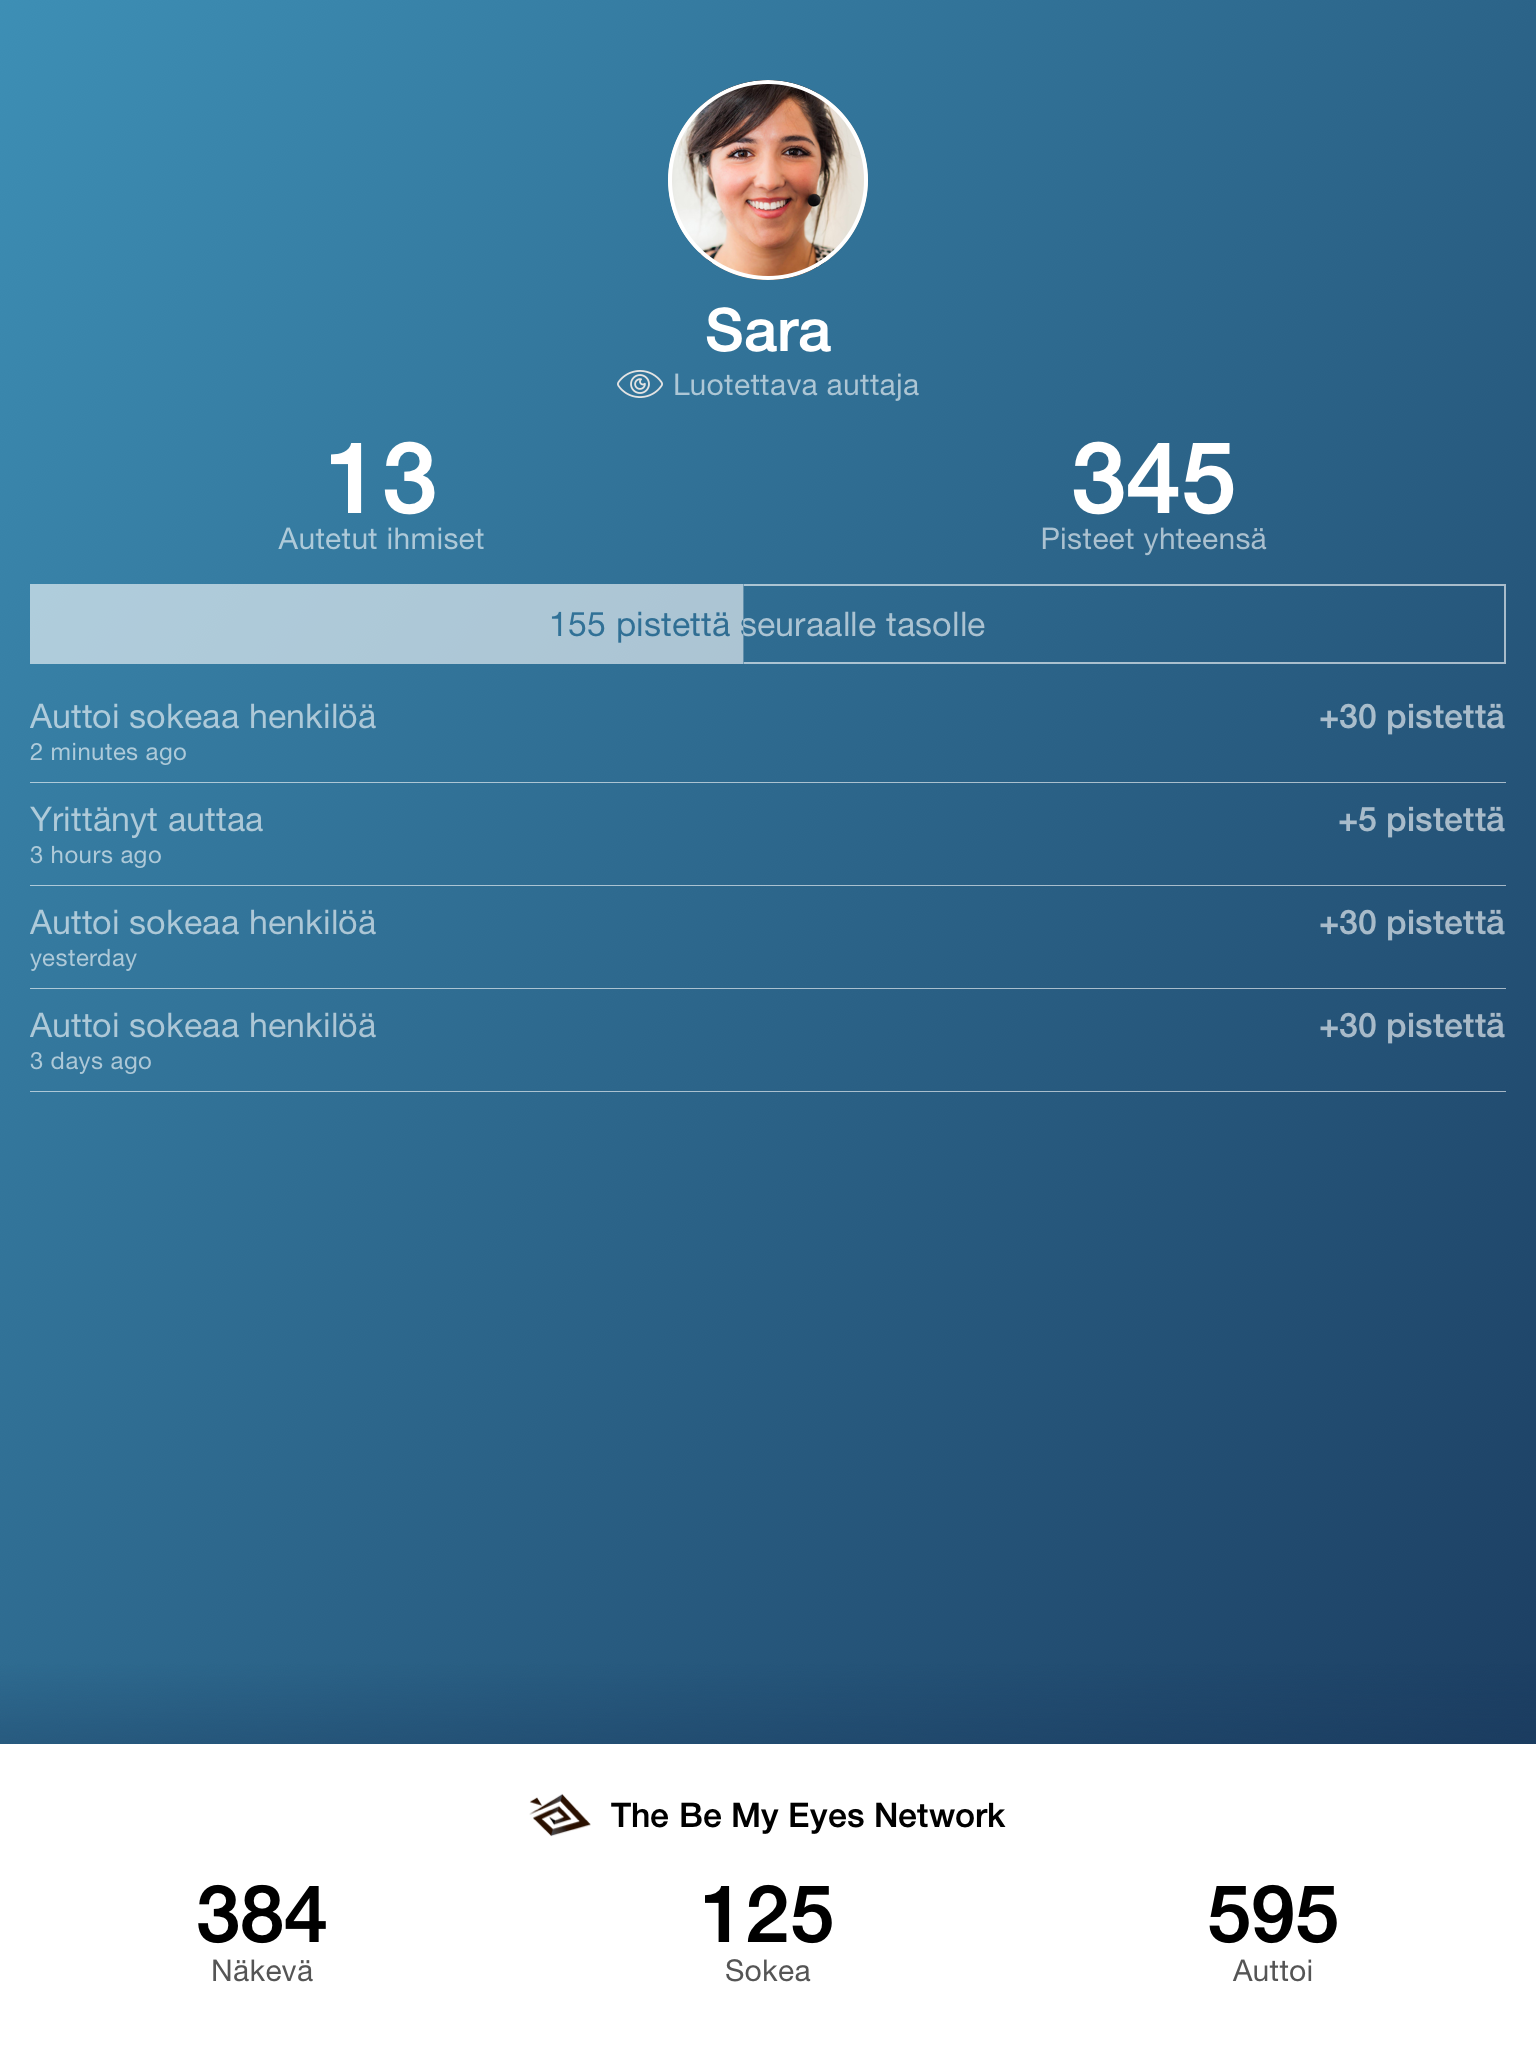 Sara
Luotettava auttaja
13
Autetut ihmiset
345
Pisteet yhteensä
155 pistettä seuraalle tasolle
Auttoi sokeaa henkilöä
+30 pistettä
2 minutes ago
Yrittänyt auttaa
+5 pistettä
3 hours ago
Auttoi sokeaa henkilöä
+30 pistettä
yesterday
Auttoi sokeaa henkilöä
+30 pistettä
3 days ago
The Be My Eyes Network
384
Näkevä
125
Sokea
595
Auttoi